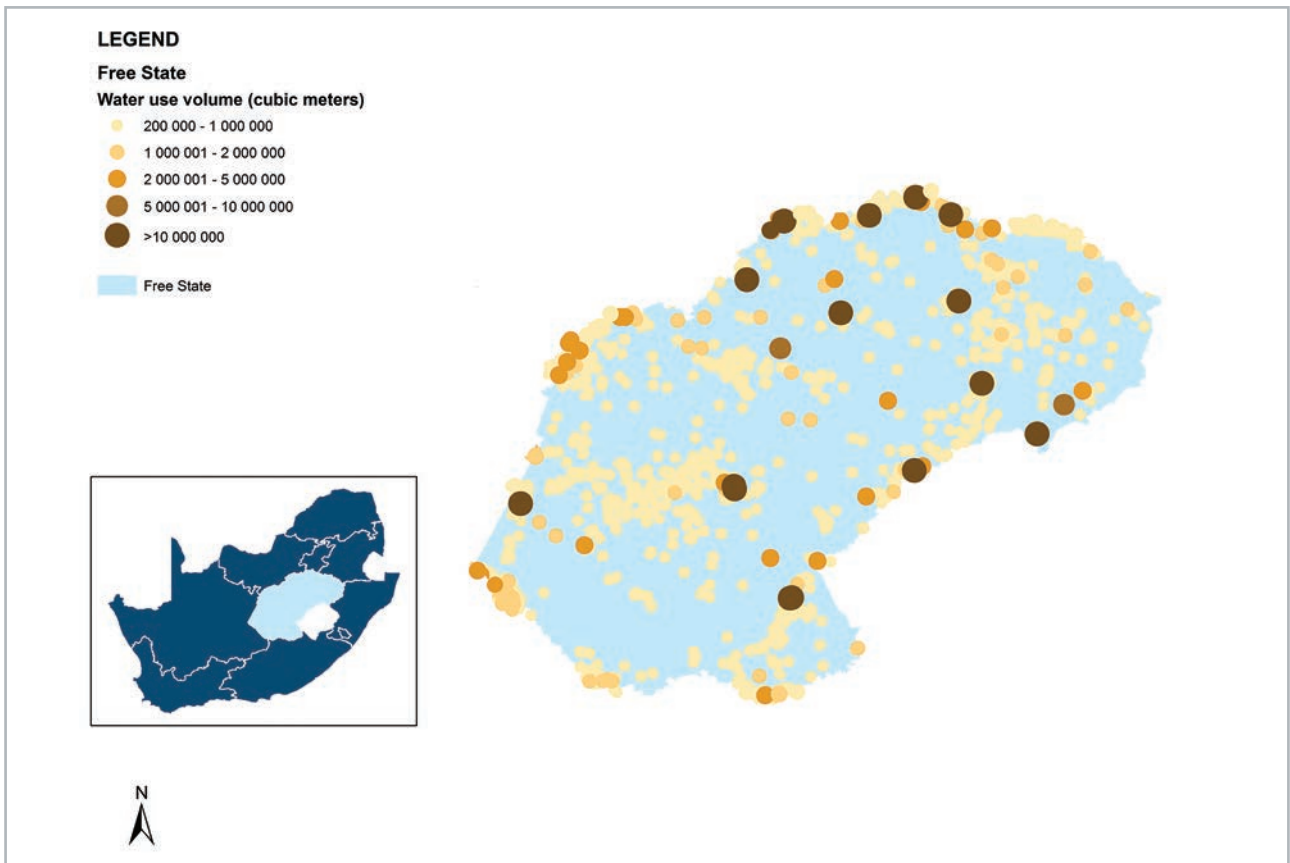 LEGEND
Free State
Water use volume (cubic meters)
200 000 - 1 000 000
1 000 001 - 2 000 000
2 000 001 - 5 000 000
5 000 001 - 10 000 000
>10 000 000
Free State
N